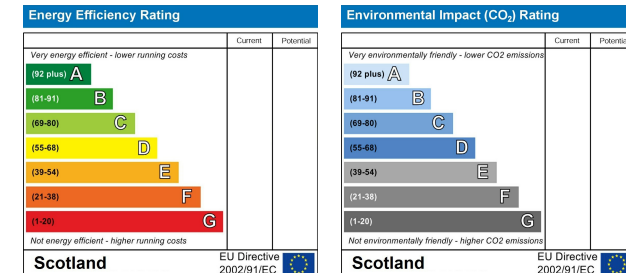 Energy Efficiency Rating
Current Potential
Very energy efficient - lower running costs
(92 plus) A
(81-91) B
(69-80) C
(55-68) D
(39-54) E
(21-38) F
(1-20) G
Not energy efficient - higher running costs
Scotland
EU Directive
2002/91/EC
Environmental Impact (CO₂) Rating
Current Potential
Very environmentally friendly - lower CO2 emissions
(92 plus) A
(81-91) B
(69-80) C
(55-68) D
(39-54) E
(21-38) F
(1-20) G
Not environmentally friendly - higher CO2 emissions
Scotland
EU Directive
2002/91/EC